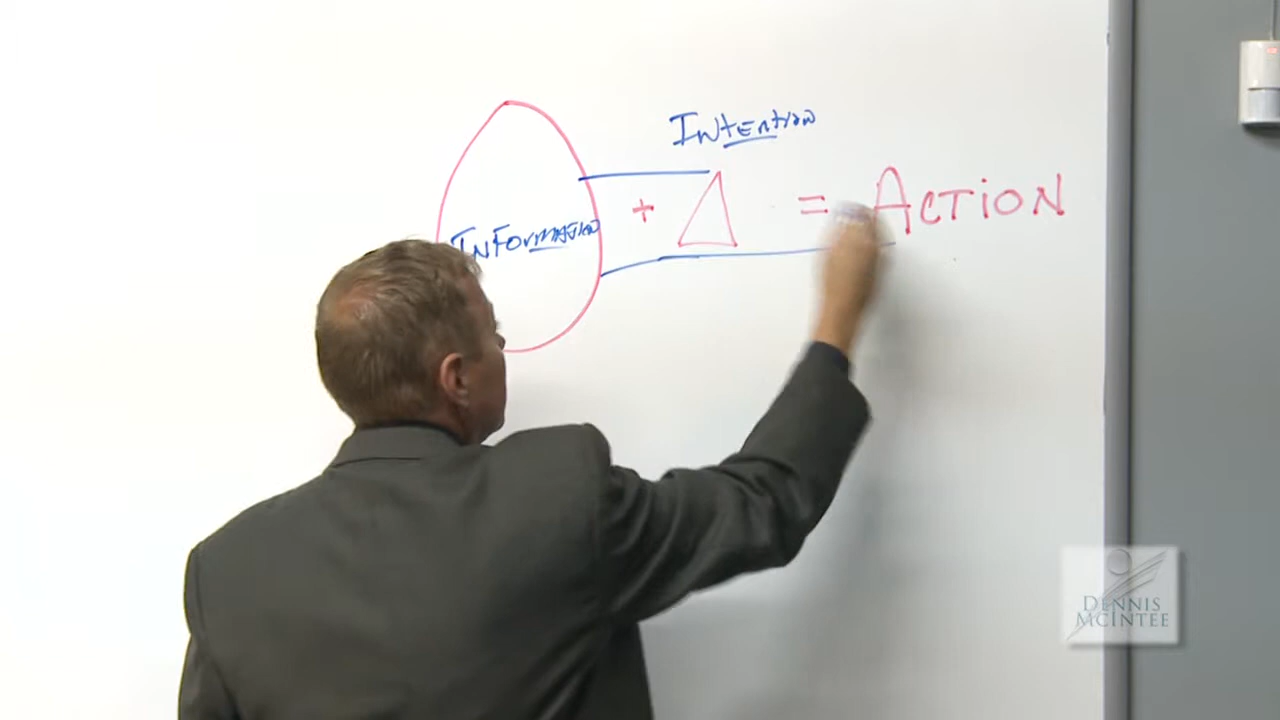 IntEntion
InFormation
+ Δ = ACTiON
DENNIS
MCINTEE